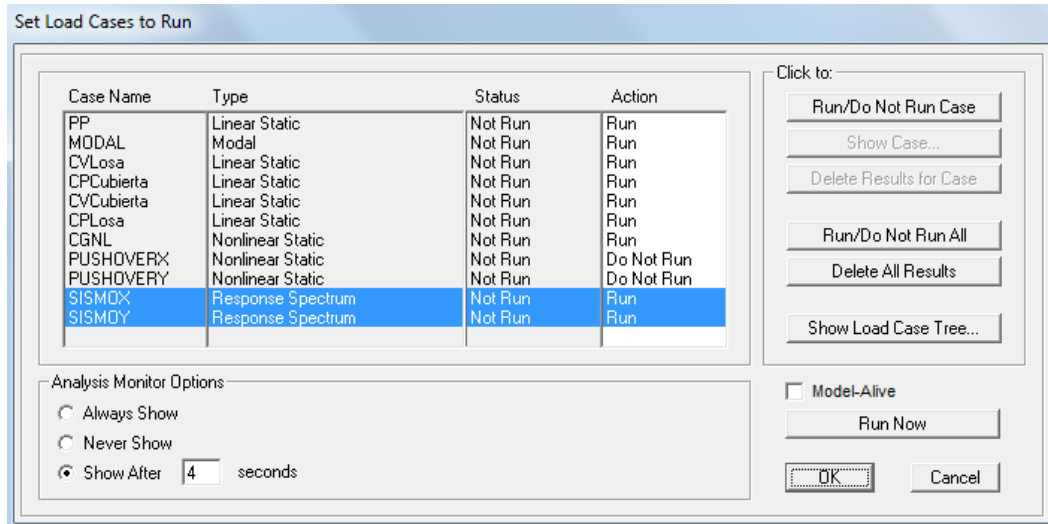 Set Load Cases to Run
Case Name Type Status Action
PP Linear Static Not Run Run
MODAL Modal Not Run Run
CVLosa Linear Static Not Run Run
CPCubierta Linear Static Not Run Run
CVCubierta Linear Static Not Run Run
CPLosa Linear Static Not Run Run
CGNL Nonlinear Static Not Run Run
PUSHOVERX Nonlinear Static Not Run Do Not Run
PUSHOVERY Nonlinear Static Not Run Do Not Run
SISMOX Response Spectrum Not Run Run
SISMOY Response Spectrum Not Run Run
Click to:
Run/Do Not Run Case
Show Case...
Delete Results for Case
Run/Do Not Run All
Delete All Results
Show Load Case Tree...
Analysis Monitor Options
Always Show
Never Show
Show After 4 seconds
Model-Alive
Run Now
OK Cancel